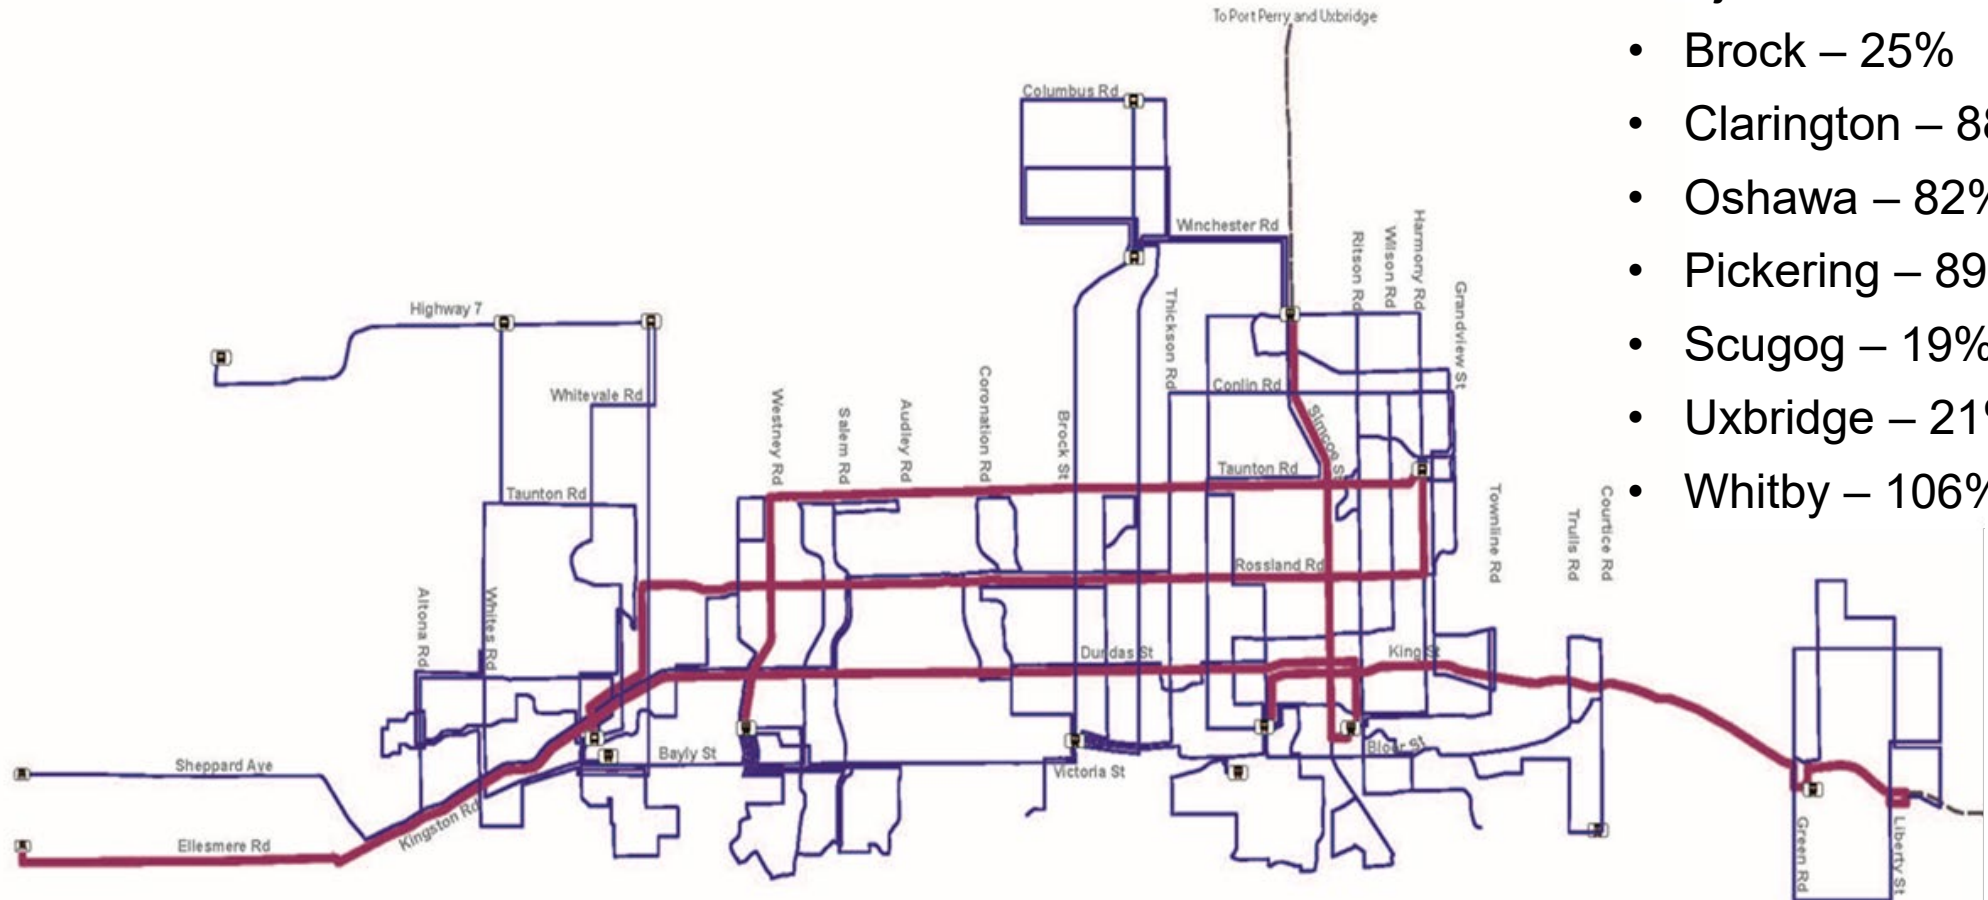 To Port Perry and Uxbridge
• Brock – 25%
Columbus Rd
• Clarington – 8
• Oshawa – 82%
Winchester Rd
Ritson Rd
Wilson Rd
Harmony Rd
• Pickering – 89
Highway 7
Thickson Rd
Grandview St
• Scugog – 19%
Whitevale Rd
Westney Rd
Salem Rd
Audley Rd
Coronation Rd
Brock St
Conlin Rd
Simcoe St
• Uxbridge – 21
Taunton Rd
Taunton Rd
• Whitby – 106%
Townline Rd
Trulls Rd
Courtice Rd
Rossland Rd
Altona Rd
Whites Rd
Dundas St
King St
Sheppard Ave
Bayly St
Victoria St
Bloor St
Ellesmere Rd
Kingston Rd
Green Rd
Liberty St